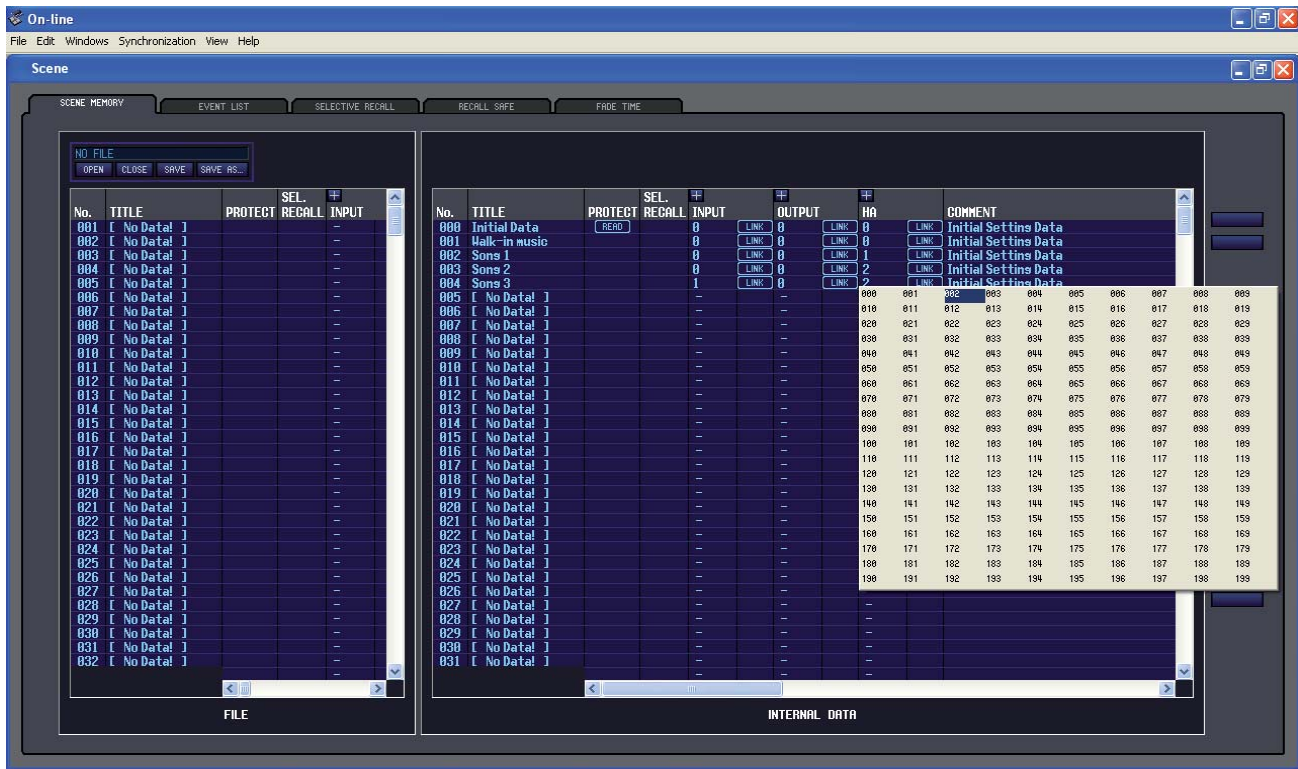 On-line
File Edit Windows Synchronization View Help
Scene
SCENE MEMORY EVENT LIST SELECTIVE RECALL RECALL SAFE FADE TIME
NO FILE
OPEN CLOSE SAVE SAVE AS...
No. TITLE PROTECT SEL. RECALL INPUT
001 [ No Data! ] -
002 [ No Data! ] -
003 [ No Data! ] -
004 [ No Data! ] -
005 [ No Data! ] -
006 [ No Data! ] -
007 [ No Data! ] -
008 [ No Data! ] -
009 [ No Data! ] -
010 [ No Data! ] -
011 [ No Data! ] -
012 [ No Data! ] -
013 [ No Data! ] -
014 [ No Data! ] -
015 [ No Data! ] -
016 [ No Data! ] -
017 [ No Data! ] -
018 [ No Data! ] -
019 [ No Data! ] -
020 [ No Data! ] -
021 [ No Data! ] -
022 [ No Data! ] -
023 [ No Data! ] -
024 [ No Data! ] -
025 [ No Data! ] -
026 [ No Data! ] -
027 [ No Data! ] -
028 [ No Data! ] -
029 [ No Data! ] -
030 [ No Data! ] -
031 [ No Data! ] -
032 [ No Data! ] -
FILE
No. TITLE PROTECT SEL. RECALL INPUT OUTPUT HA COMMENT
000 Initial Data READ 0 LINK 0 LINK 0 LINK Initial Setting Data
001 Walk-in music 0 LINK 0 LINK 0 LINK Initial Setting Data
002 Song 1 0 LINK 0 LINK 1 LINK Initial Setting Data
003 Song 2 0 LINK 0 LINK 2 LINK Initial Setting Data
004 Song 3 1 LINK 0 LINK 2 LINK Initial Setting Data
005 [ No Data! ] - -
006 [ No Data! ] - -
007 [ No Data! ] - -
008 [ No Data! ] - -
009 [ No Data! ] - -
010 [ No Data! ] - -
011 [ No Data! ] - -
012 [ No Data! ] - -
013 [ No Data! ] - -
014 [ No Data! ] - -
015 [ No Data! ] - -
016 [ No Data! ] - -
017 [ No Data! ] - -
018 [ No Data! ] - -
019 [ No Data! ] - -
020 [ No Data! ] - -
021 [ No Data! ] - -
022 [ No Data! ] - -
023 [ No Data! ] - -
024 [ No Data! ] - -
025 [ No Data! ] - -
026 [ No Data! ] - -
027 [ No Data! ] - - -
028 [ No Data! ] - - -
029 [ No Data! ] - - -
030 [ No Data! ] - - -
031 [ No Data! ] - - -
000 001 002 003 004 005 006 007 008 009
010 011 012 013 014 015 016 017 018 019
020 021 022 023 024 025 026 027 028 029
030 031 032 033 034 035 036 037 038 039
040 041 042 043 044 045 046 047 048 049
050 051 052 053 054 055 056 057 058 059
060 061 062 063 064 065 066 067 068 069
070 071 072 073 074 075 076 077 078 079
080 081 082 083 084 085 086 087 088 089
090 091 092 093 094 095 096 097 098 099
100 101 102 103 104 105 106 107 108 109
110 111 112 113 114 115 116 117 118 119
120 121 122 123 124 125 126 127 128 129
130 131 132 133 134 135 136 137 138 139
140 141 142 143 144 145 146 147 148 149
150 151 152 153 154 155 156 157 158 159
160 161 162 163 164 165 166 167 168 169
170 171 172 173 174 175 176 177 178 179
180 181 182 183 184 185 186 187 188 189
190 191 192 193 194 195 196 197 198 199
INTERNAL DATA